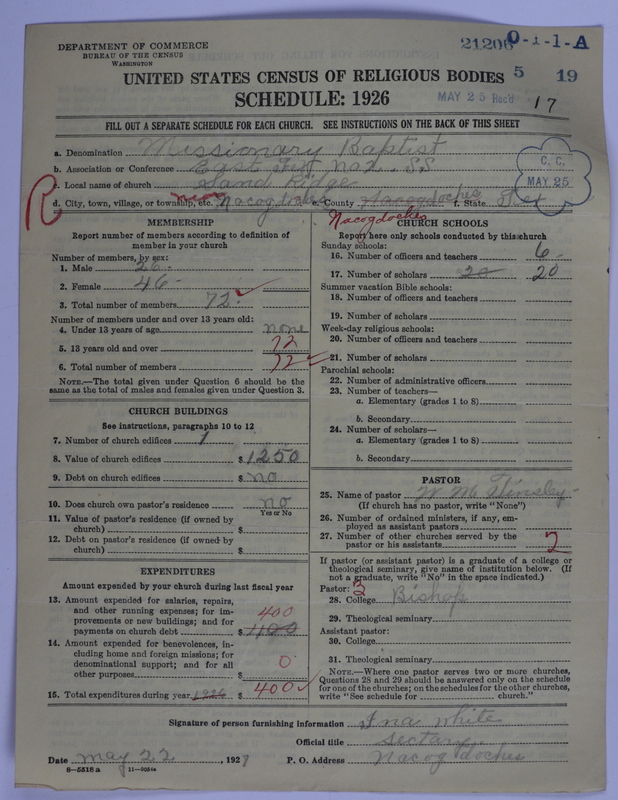 DEPARTMENT OF COMMERCE
BUREAU OF THE CENSUS
WASHINGTON
21206 0-1-1-A
5 19
UNITED STATES CENSUS OF RELIGIOUS BODIES
SCHEDULE: 1926
MAY 25 Rec'd 17
FILL OUT A SEPARATE SCHEDULE FOR EACH CHURCH. SEE INSTRUCTIONS ON THE BACK OF THIS SHEET
a. Denomination Missionary Baptist
b. Association or Conference East No 2. SS
C. C.
MAY 25
b. Local name of church Sand Ridge
R
d. City, town, village, or township, etc. Nacogdoches e. County Nacogdoches f. State Tex
Nacogdoches
MEMBERSHIP
Report number of members according to definition of member in your church
Number of members, by sex:
1. Male 26-
2. Female 46-
3. Total number of members 72
Number of members under and over 13 years old:
4. Under 13 years of age none
5. 13 years old and over 72
6. Total number of members 72
NOTE.—The total given under Question 6 should be the
same as the total of males and females given under Question 3.
CHURCH BUILDINGS
See instructions, paragraphs 10 to 12
7. Number of church edifices 1
8. Value of church edifices $ 1250
9. Debt on church edifices $ no
10. Does church own pastor's residence no
Yes or No
11. Value of pastor's residence (if owned by
church) $
12. Debt on pastor's residence (if owned by
church) $
EXPENDITURES
Amount expended by your church during last fiscal year
13. Amount expended for salaries, repairs,
and other running expenses; for im-
provements or new buildings; and for 400
payments on church debt $ 400
14. Amount expended for benevolences, in-
cluding home and foreign missions; for
denominational support; and for all 0
other purposes $
15. Total expenditures during year 1926 $ 400
CHURCH SCHOOLS
Report here only schools conducted by this church
Sunday schools:
16. Number of officers and teachers 6-
17. Number of scholars 20 20
Summer vacation Bible schools:
18. Number of officers and teachers
19. Number of scholars
Week-day religious schools:
20. Number of officers and teachers
21. Number of scholars
Parochial schools:
22. Number of administrative officers
23. Number of teachers—
a. Elementary (grades 1 to 8)
b. Secondary
24. Number of scholars—
a. Elementary (grades 1 to 8)
b. Secondary
PASTOR
25. Name of pastor W M Tinsley-
(If church has no pastor, write "None")
26. Number of ordained ministers, if any, em-
ployed as assistant pastors
27. Number of other churches served by the
pastor or his assistants 2
If pastor (or assistant pastor) is a graduate of a college or
theological seminary, give name of institution below. (If
not a graduate, write "No" in the space indicated.)
Pastor: 3
28. College Bishop
29. Theological seminary
Assistant pastor:
30. College
31. Theological seminary
NOTE.—Where one pastor serves two or more churches,
Questions 28 and 29 should be answered only on the schedule
for one of the churches; on the schedules for the other churches,
write "See schedule for church."
Signature of person furnishing information Ina White
Official title Sectary
Date may 22, 1927 P. O. Address Nacogdoches
8-5518 a 11-9064a